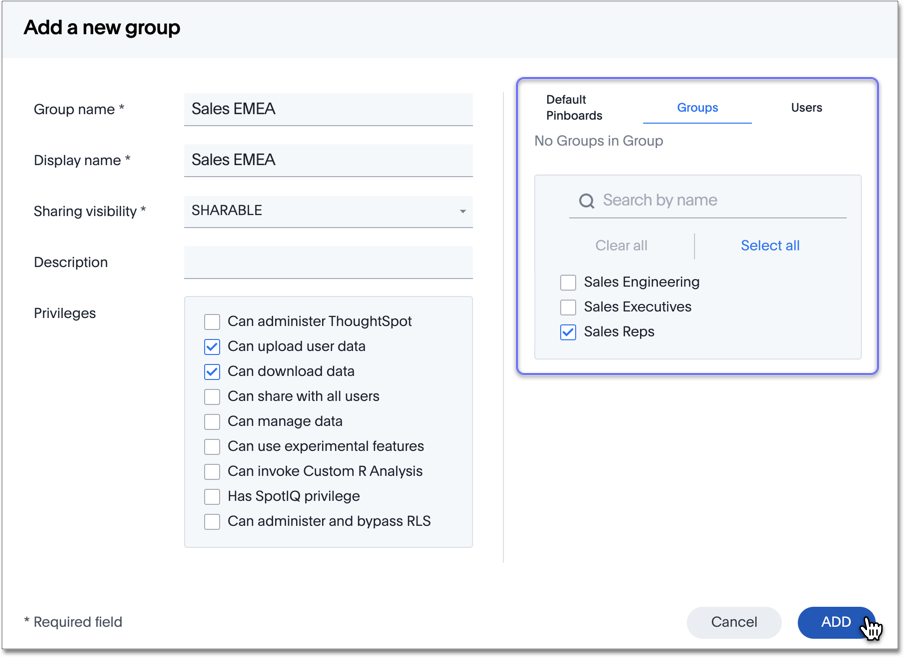 Add a new group
Group name *
Sales EMEA
Display name *
Sales EMEA
Sharing visibility *
SHARABLE
Description
Privileges
Can administer ThoughtSpot
Can upload user data
Can download data
Can share with all users
Can manage data
Can use experimental features
Can invoke Custom R Analysis
Has SpotIQ privilege
Can administer and bypass RLS
Default
Pinboards
Groups
Users
No Groups in Group
Search by name
Clear all
Select all
Sales Engineering
Sales Executives
Sales Reps
* Required field
Cancel
ADD